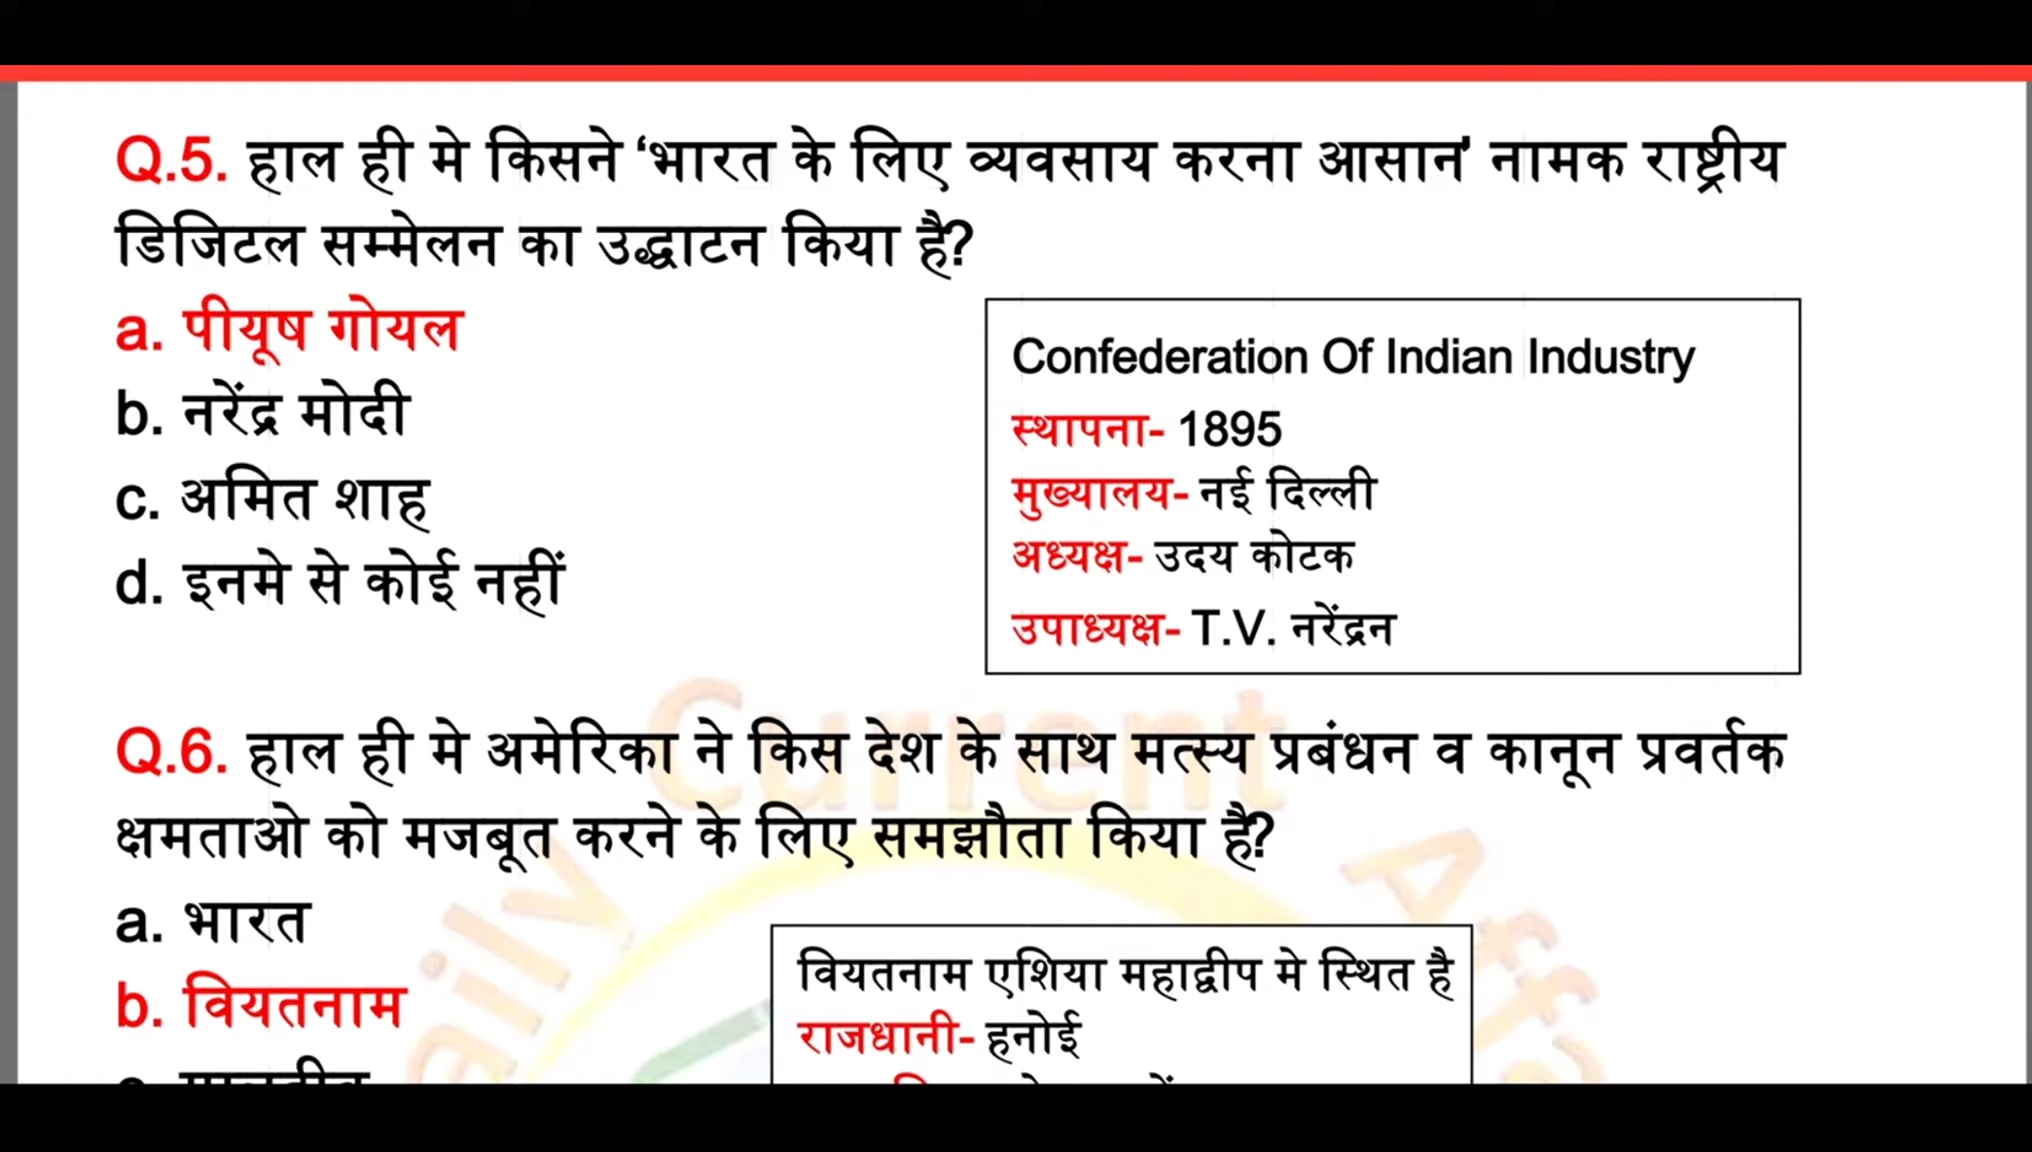 Q.5. हाल ही मे किसने ‘भारत के लिए व्यवसाय करना आसान’ नामक राष्ट्रीय
डिजिटल सम्मेलन का उद्घाटन किया है?
a. पीयूष गोयल
b. नरेंद्र मोदी
c. अमित शाह
d. इनमे से कोई नहीं
Confederation Of Indian Industry
स्थापना- 1895
मुख्यालय- नई दिल्ली
अध्यक्ष- उदय कोटक
उपाध्यक्ष- T.V. नरेंद्रन
Q.6. हाल ही मे अमेरिका ने किस देश के साथ मत्स्य प्रबंधन व कानून प्रवर्तक
क्षमताओ को मजबूत करने के लिए समझौता किया है?
a. भारत
b. वियतनाम
वियतनाम एशिया महाद्वीप मे स्थित है
राजधानी- हनोई
Current